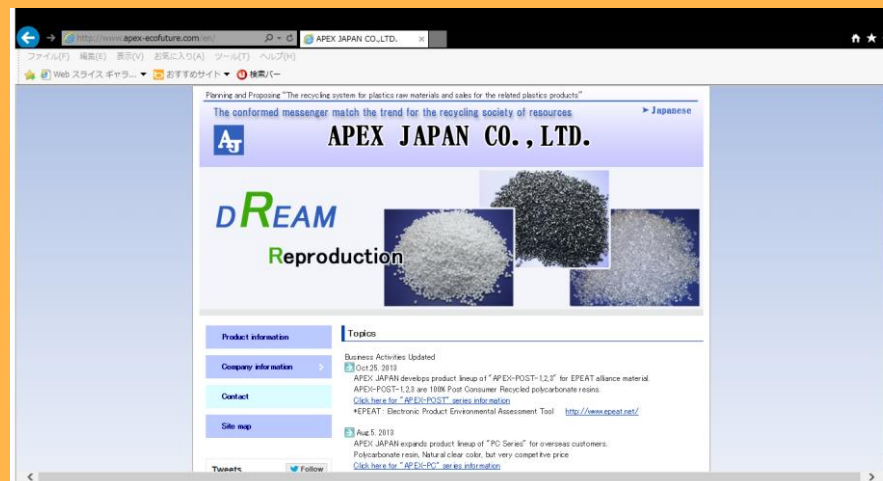 http://www.apex-ecofuture.com/en/
APEX JAPAN CO.,LTD.
ファイル(F) 編集(E) 表示(V) お気に入り(A) ツール(T) ヘルプ(H)
Web スライス ギャラ... おすすめサイト 検索バー
Planning and Proposing "The recycling system for plastics raw materials and sales for the related plastics products"
The conformed messenger match the trend for the recycling society of resources
Japanese
AJ
APEX JAPAN CO.,LTD.
DREAM
Reproduction
Product information
Company information
Contact
Site map
Tweets
Follow
Topics
Business Activities Updated
Oct.25, 2013
APEX JAPAN develops product lineup of "APEX-POST-1,2,3" for EPEAT alliance material.
APEX-POST-1,2,3 are 100% Post Consumer Recycled polycarbonate resins.
Click here for "APEX-POST" series information
*EPEAT : Electronic Product Environmental Assessment Tool http://www.epeat.net/
Aug.5, 2013
APEX JAPAN expands product lineup of "PC Series" for overseas customers.
Polycarbonate resin, Natural clear color, but very competitve price
Click here for "APEX-PC" series information